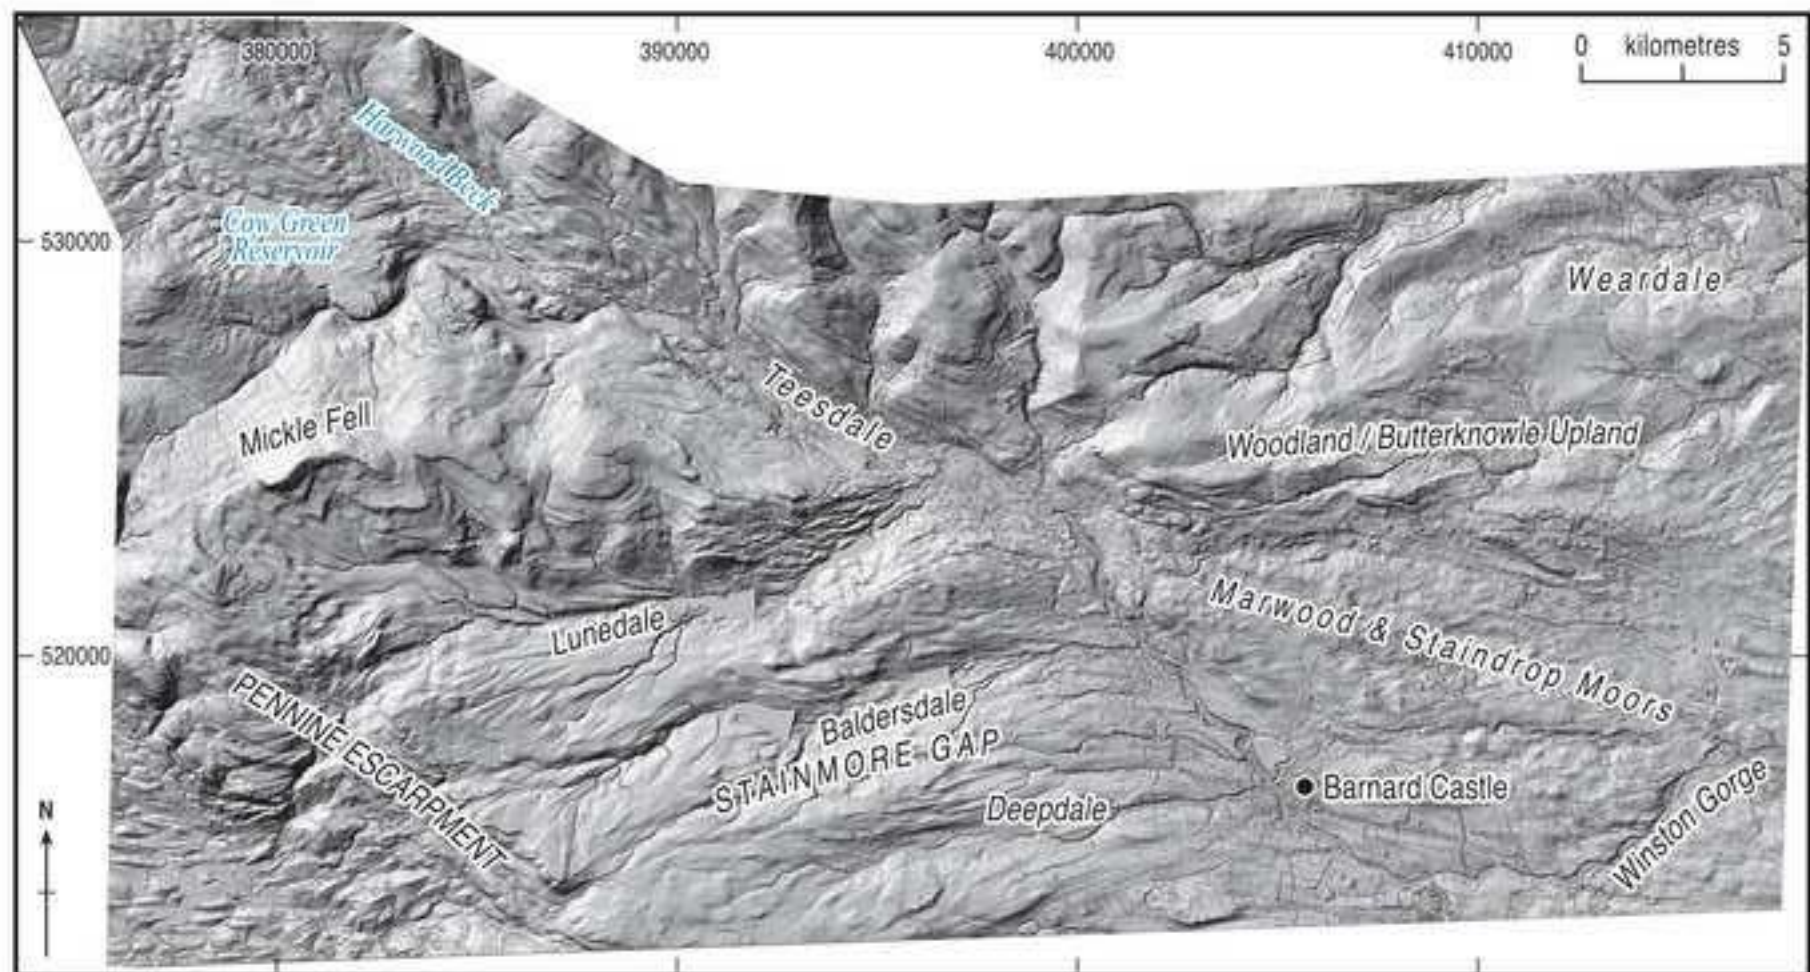 380000
390000
400000
410000
0 kilometres 5
Harwood Beck
Cow Green
Reservoir
530000
Weardale
Teesdale
Mickle Fell
Woodland / Butterknowle Upland
Marwood & Staindrop Moors
Lunedale
520000
PENNINE ESCARPMENT
Baldersdale
STAINMORE GAP
Deepdale
Barnard Castle
Winston Gorge
N